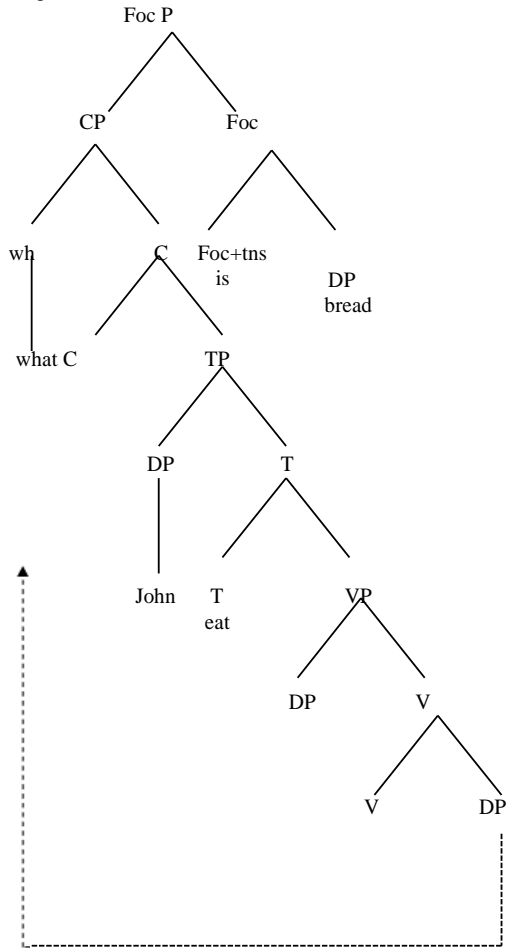 Foc P
CP Foc
wh C Foc+tns
is DP
bread
what C TP
DP T
John T VP
eat
DP V
V DP